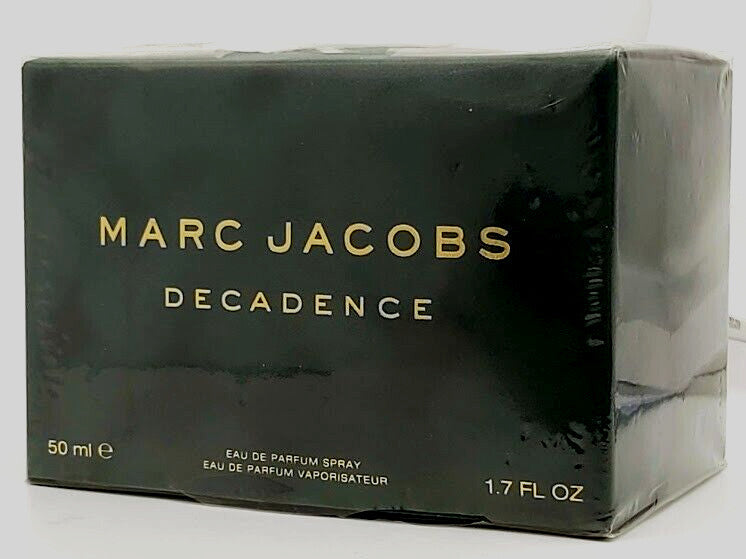 MARC JACOBS
DECADENCE
50 ml ℮
EAU DE PARFUM SPRAY
EAU DE PARFUM VAPORISATEUR
1.7 FL OZ